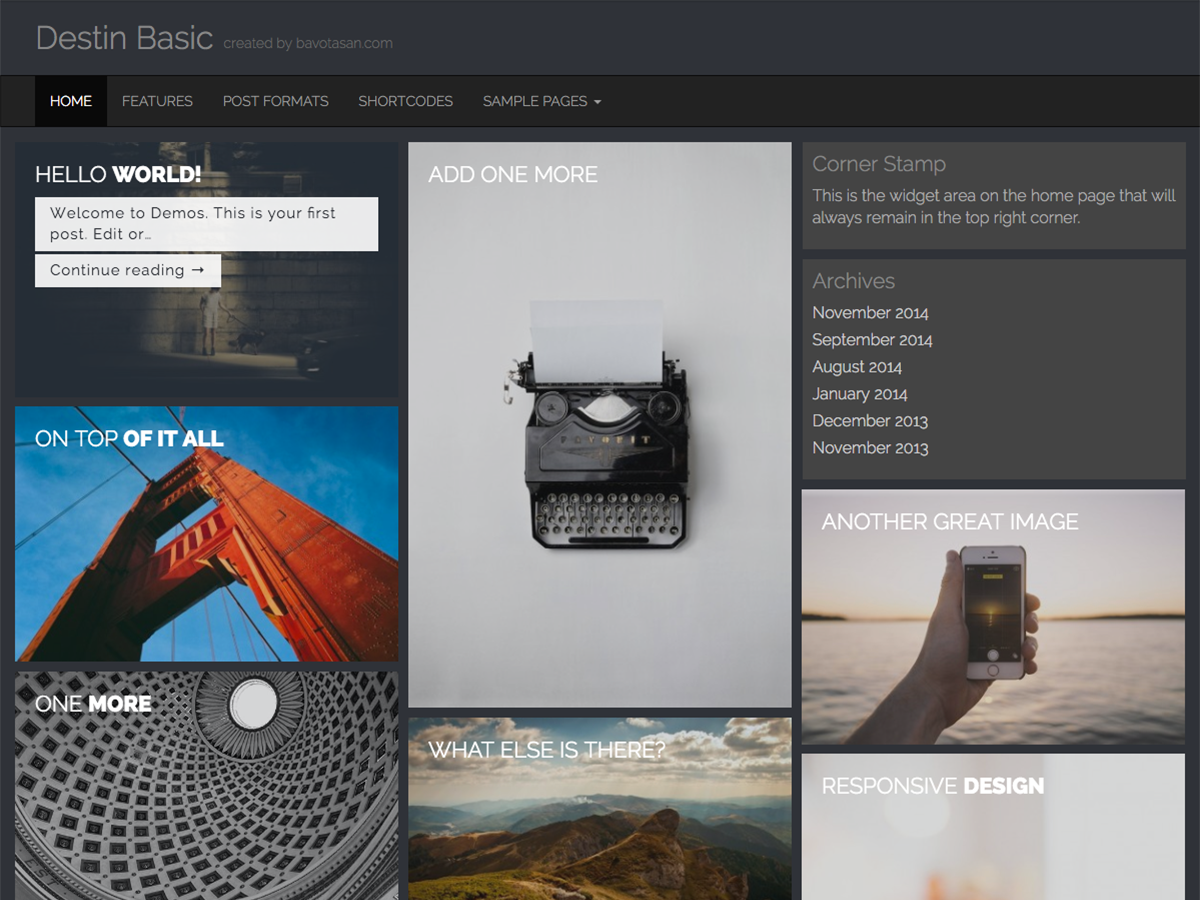 Destin Basic created by bavotasan.com
HOME FEATURES POST FORMATS SHORTCODES SAMPLE PAGES
HELLO WORLD!
Welcome to Demos. This is your first
post. Edit or…
Continue reading →
ON TOP OF IT ALL
ONE MORE
ADD ONE MORE
WHAT ELSE IS THERE?
Corner Stamp
This is the widget area on the home page that will
always remain in the top right corner.
Archives
November 2014
September 2014
August 2014
January 2014
December 2013
November 2013
ANOTHER GREAT IMAGE
RESPONSIVE DESIGN